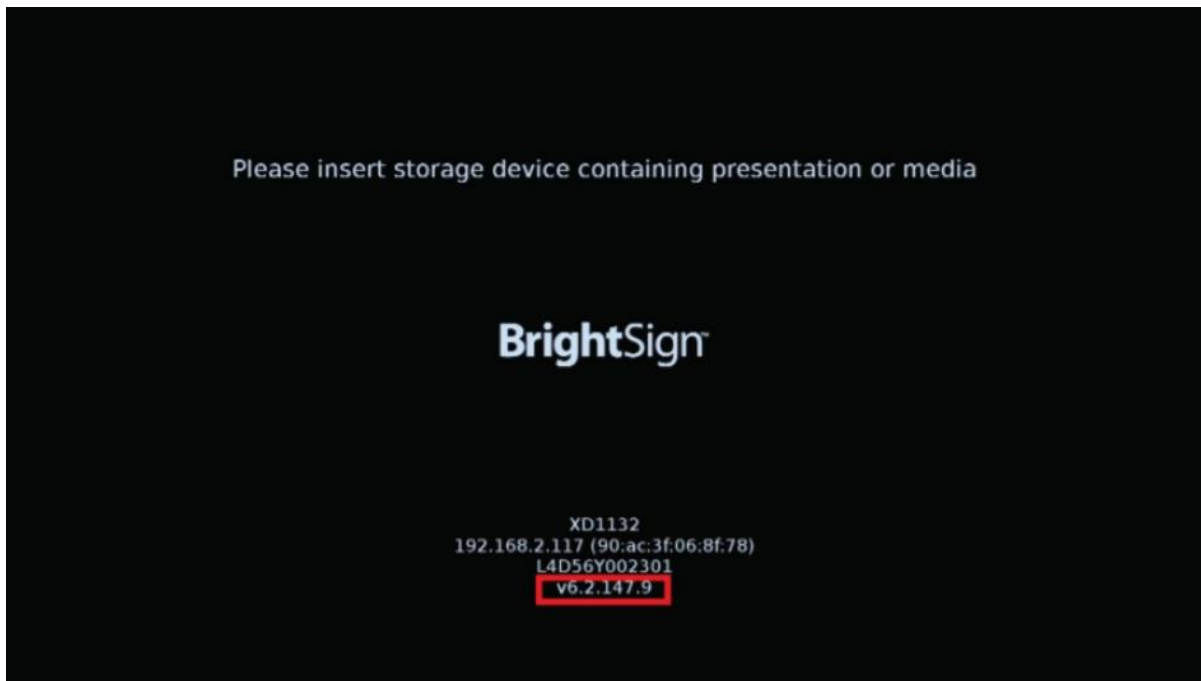 Please insert storage device containing presentation or media
BrightSign™
XD1132
192.168.2.117 (90:ac:3f:06:8f:78)
L4D56Y002301
v6.2.147.9